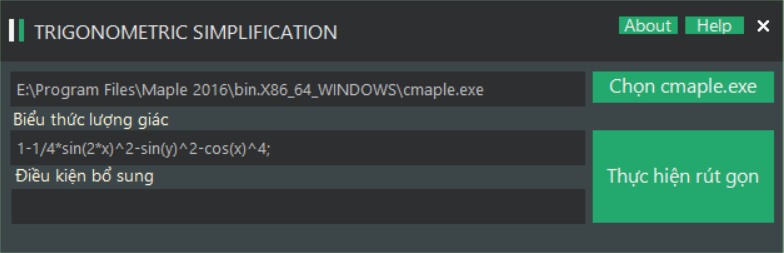 TRIGONOMETRIC SIMPLIFICATION
About Help ×
E:\Program Files\Maple 2016\bin.X86_64_WINDOWS\cmaple.exe
Chọn cmaple.exe
Biểu thức lượng giác
1-1/4*sin(2*x)^2-sin(y)^2-cos(x)^4;
Điều kiện bổ sung
Thực hiện rút gọn